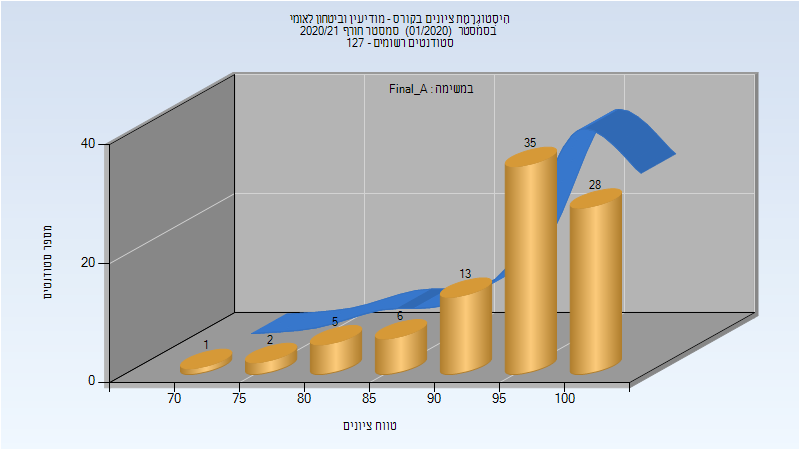 היסטוגרמת ציונים בקורס - מודיעין וביטחון לאומי
בסמסטר (01/2020) סמסטר חורף 2020/21
סטודנטים רשומים - 127
במשימה : Final_A
40
20
0
מספר סטודנטים
1
2
5
6
13
35
28
70
75
80
85
90
95
100
טווח ציונים